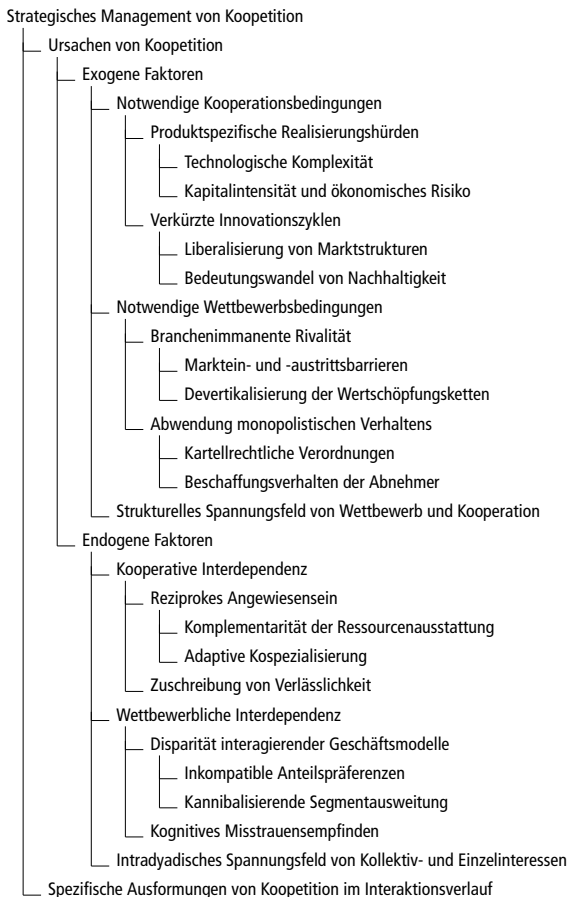 Strategisches Management von Koopetition
Ursachen von Koopetition
Exogene Faktoren
Notwendige Kooperationsbedingungen
Produktspezifische Realisierungshürden
Technologische Komplexität
Kapitalintensität und ökonomisches Risiko
Verkürzte Innovationszyklen
Liberalisierung von Marktstrukturen
Bedeutungswandel von Nachhaltigkeit
Notwendige Wettbewerbsbedingungen
Branchenimmanente Rivalität
Marktein- und -austrittsbarrieren
Devertikalisierung der Wertschöpfungsketten
Abwendung monopolistischen Verhaltens
Kartellrechtliche Verordnungen
Beschaffungsverhalten der Abnehmer
Strukturelles Spannungsfeld von Wettbewerb und Kooperation
Endogene Faktoren
Kooperative Interdependenz
Reziprokes Angewiesensein
Komplementarität der Ressourcenausstattung
Adaptive Kospezialisierung
Zuschreibung von Verlässlichkeit
Wettbewerbliche Interdependenz
Disparität interagierender Geschäftsmodelle
Inkompatible Anteilspräferenzen
Kannibalisierende Segmentausweitung
Kognitives Misstrauensempfinden
Intradyadisches Spannungsfeld von Kollektiv- und Einzelinteressen
Spezifische Ausformungen von Koopetition im Interaktionsverlauf